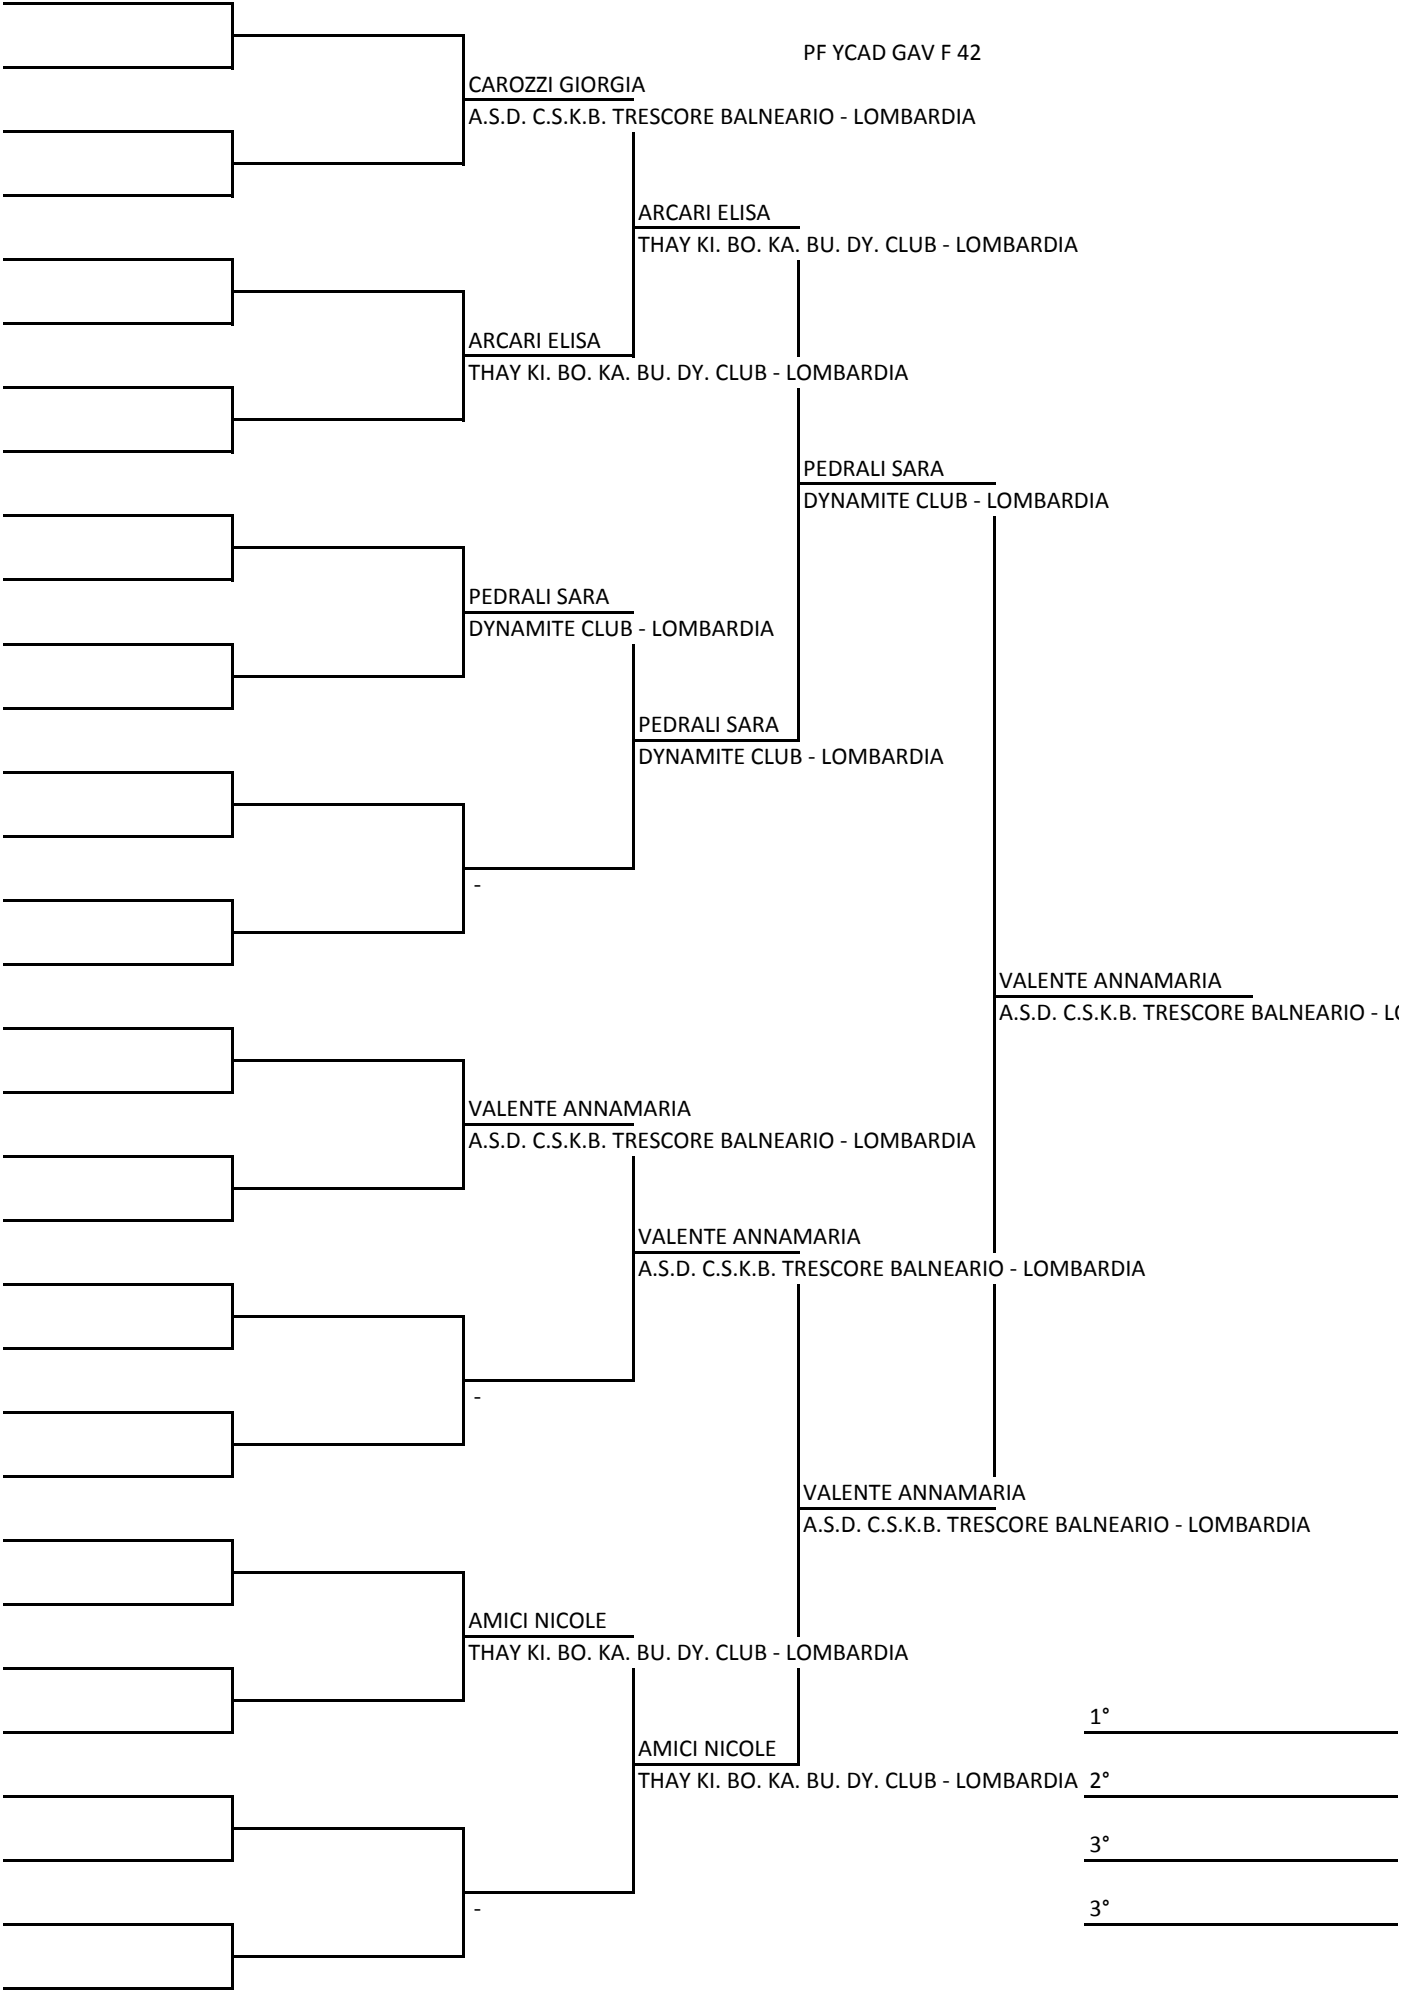 PF YCAD GAV F 42
CAROZZI GIORGIA
A.S.D. C.S.K.B. TRESCORE BALNEARIO - LOMBARDIA
ARCARI ELISA
THAY KI. BO. KA. BU. DY. CLUB - LOMBARDIA
ARCARI ELISA
THAY KI. BO. KA. BU. DY. CLUB - LOMBARDIA
PEDRALI SARA
DYNAMITE CLUB - LOMBARDIA
PEDRALI SARA
DYNAMITE CLUB - LOMBARDIA
PEDRALI SARA
DYNAMITE CLUB - LOMBARDIA
-
VALENTE ANNAMARIA
A.S.D. C.S.K.B. TRESCORE BALNEARIO - L
VALENTE ANNAMARIA
A.S.D. C.S.K.B. TRESCORE BALNEARIO - LOMBARDIA
VALENTE ANNAMARIA
A.S.D. C.S.K.B. TRESCORE BALNEARIO - LOMBARDIA
-
VALENTE ANNAMARIA
A.S.D. C.S.K.B. TRESCORE BALNEARIO - LOMBARDIA
AMICI NICOLE
THAY KI. BO. KA. BU. DY. CLUB - LOMBARDIA
1°
AMICI NICOLE
THAY KI. BO. KA. BU. DY. CLUB - LOMBARDIA
2°
3°
3°
-